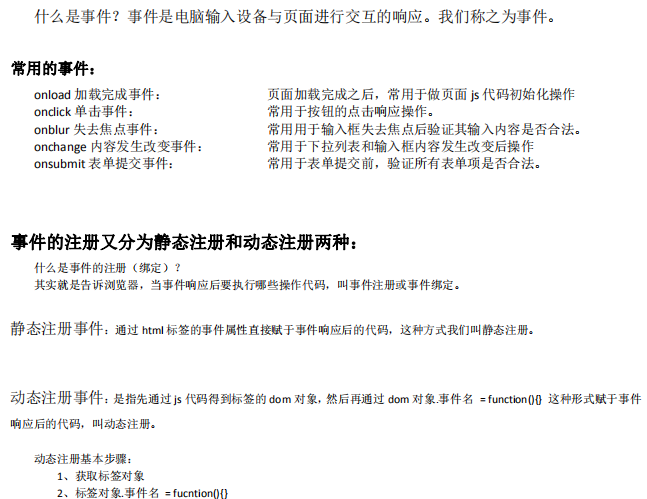 什么是事件？事件是电脑输入设备与页面进行交互的响应。我们称之为事件。
常用的事件：
onload 加载完成事件： 页面加载完成之后，常用于做页面 js 代码初始化操作
onclick 单击事件： 常用于按钮的点击响应操作。
onblur 失去焦点事件： 常用用于输入框失去焦点后验证其输入内容是否合法。
onchange 内容发生改变事件： 常用于下拉列表和输入框内容发生改变后操作
onsubmit 表单提交事件： 常用于表单提交前，验证所有表单项是否合法。
事件的注册又分为静态注册和动态注册两种：
什么是事件的注册（绑定）？
其实就是告诉浏览器，当事件响应后要执行哪些操作代码，叫事件注册或事件绑定。
静态注册事件：通过 html 标签的事件属性直接赋于事件响应后的代码，这种方式我们叫静态注册。
动态注册事件：是指先通过 js 代码得到标签的 dom 对象，然后再通过 dom 对象.事件名 = function(){} 这种形式赋于事件
响应后的代码，叫动态注册。
动态注册基本步骤：
1、获取标签对象
2、标签对象.事件名 = fucntion(){}